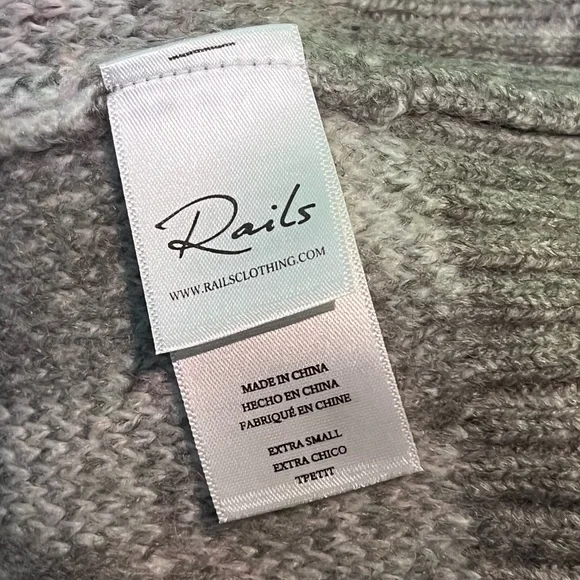 Rails
WWW.RAILSCLOTHING.COM
MADE IN CHINA
HECHO EN CHINA
FABRIQUÉ EN CHINE
EXTRA SMALL
EXTRA CHICO
TPETIT